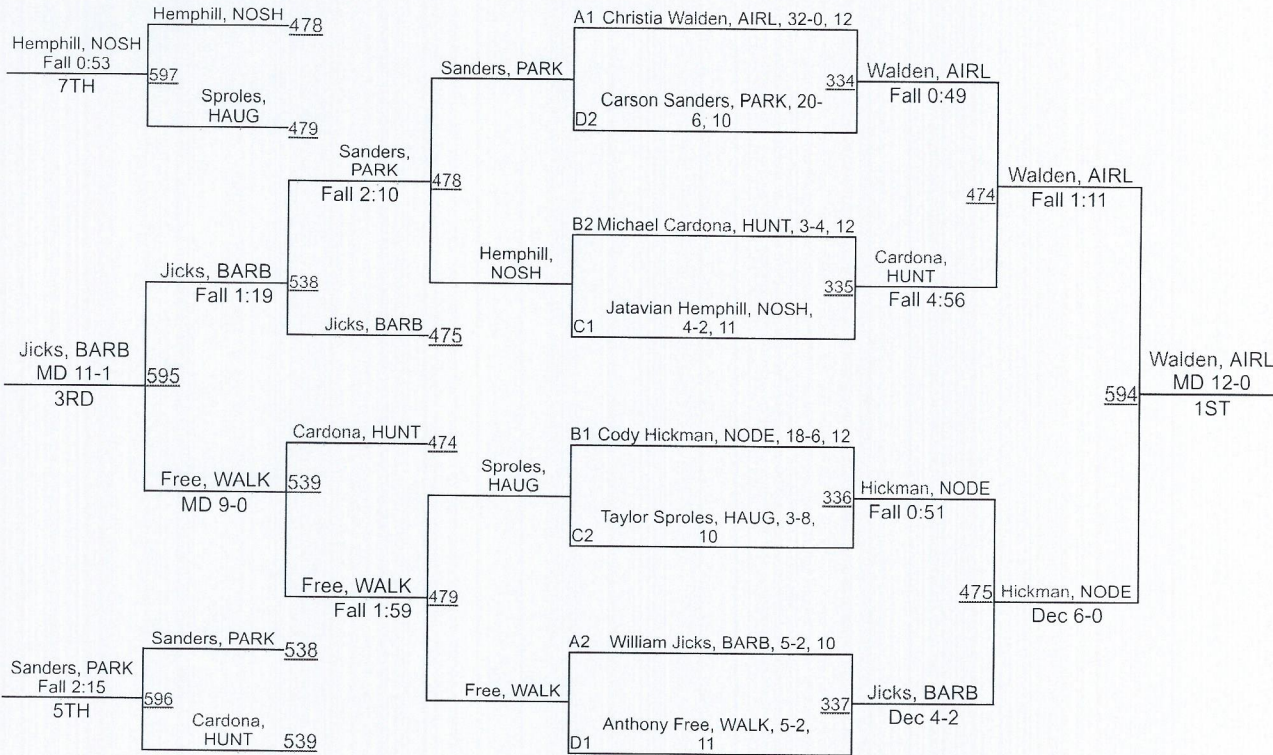 Hemphill, NOSH
478
Hemphill, NOSH
Fall 0:53
7TH
597
Sproles,
HAUG
479
Sanders, PARK
A1 Christia Walden, AIRL, 32-0, 12
334
Carson Sanders, PARK, 20-
6, 10
D2
Walden, AIRL
Fall 0:49
Sanders,
PARK
Fall 2:10
478
474
Walden, AIRL
Fall 1:11
Hemphill,
NOSH
B2 Michael Cardona, HUNT, 3-4, 12
335
Jatavian Hemphill, NOSH,
4-2, 11
C1
Cardona,
HUNT
Fall 4:56
Jicks, BARB
Fall 1:19
538
Jicks, BARB
475
Jicks, BARB
MD 11-1
3RD
595
594
Walden, AIRL
MD 12-0
1ST
Cardona, HUNT
474
Free, WALK
MD 9-0
539
Sproles,
HAUG
B1 Cody Hickman, NODE, 18-6, 12
336
Taylor Sproles, HAUG, 3-8,
10
C2
Hickman, NODE
Fall 0:51
Free, WALK
Fall 1:59
479
475
Hickman, NODE
Dec 6-0
Sanders, PARK
538
Sanders, PARK
Fall 2:15
5TH
596
Cardona,
HUNT
539
Free, WALK
A2 William Jicks, BARB, 5-2, 10
337
Anthony Free, WALK, 5-2,
11
D1
Jicks, BARB
Dec 4-2